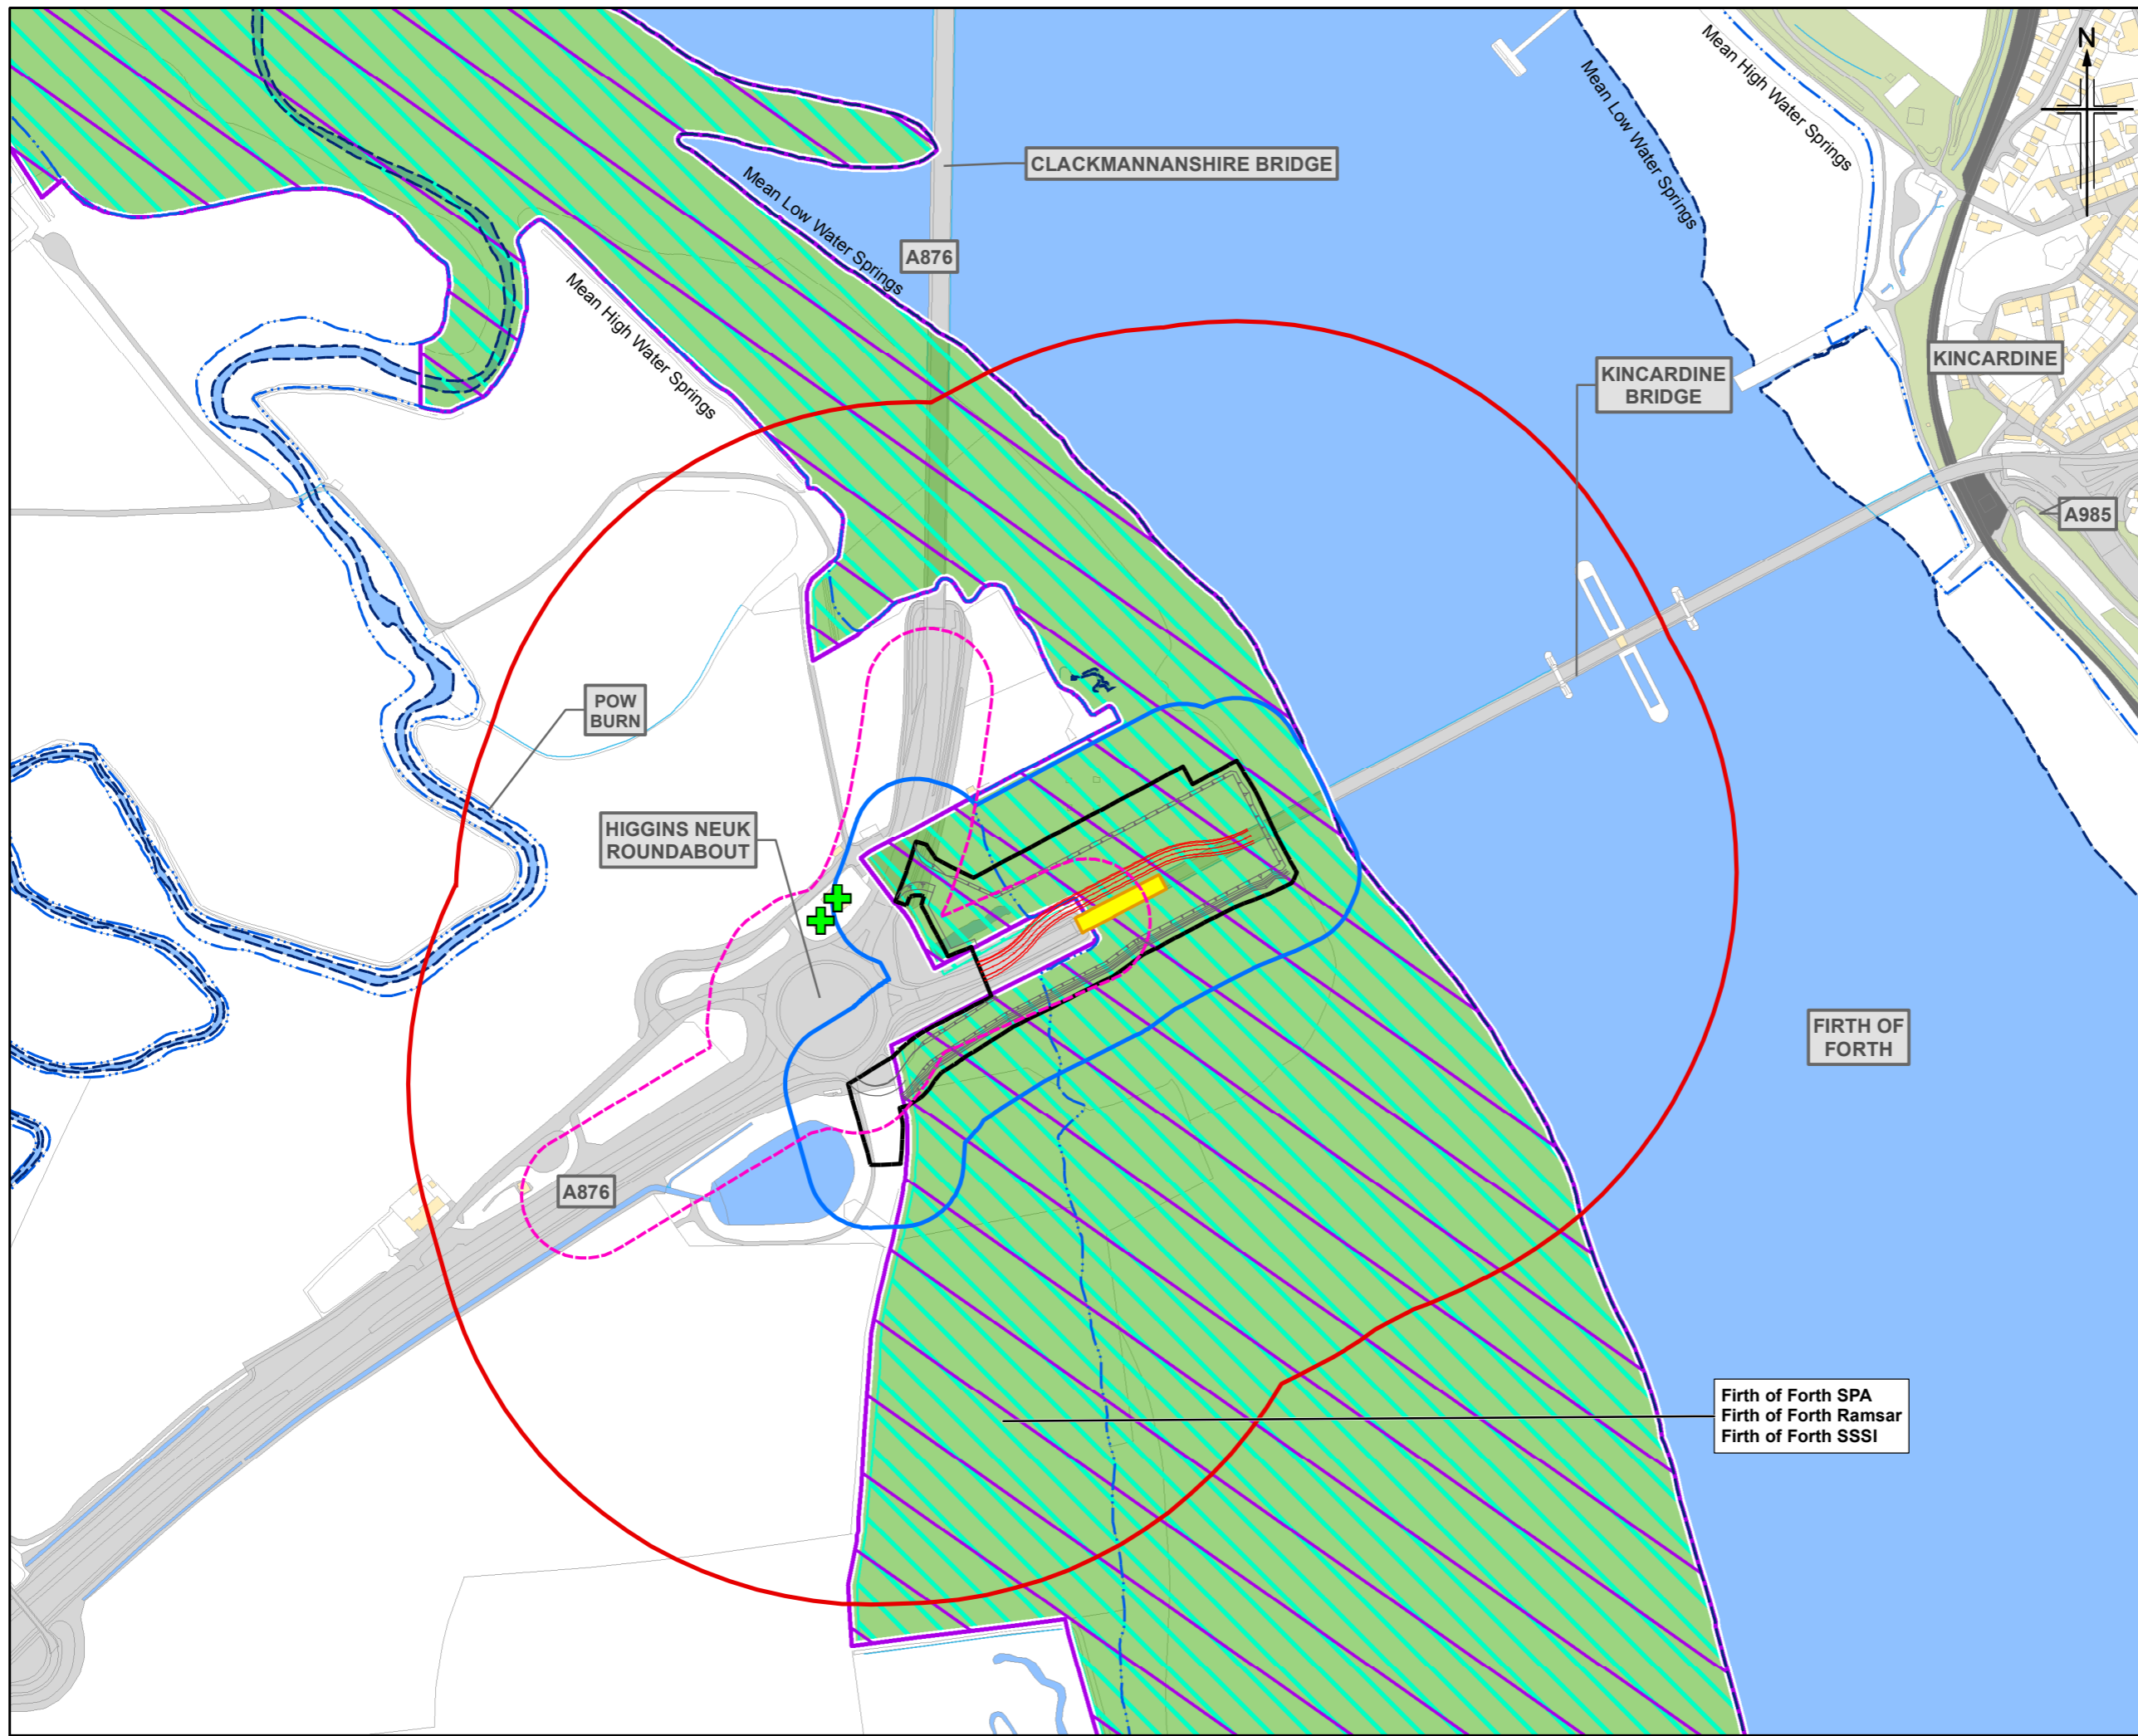 N
Mean High Water Springs
Mean Low Water Springs
CLACKMANNANSHIRE BRIDGE
Mean Low Water Springs
A876
Mean High Water Springs
KINCARDINE
BRIDGE
KINCARDINE
A985
POW
BURN
HIGGINS NEUK
ROUNDABOUT
FIRTH OF
FORTH
A876
Firth of Forth SPA
Firth of Forth Ramsar
Firth of Forth SSSI